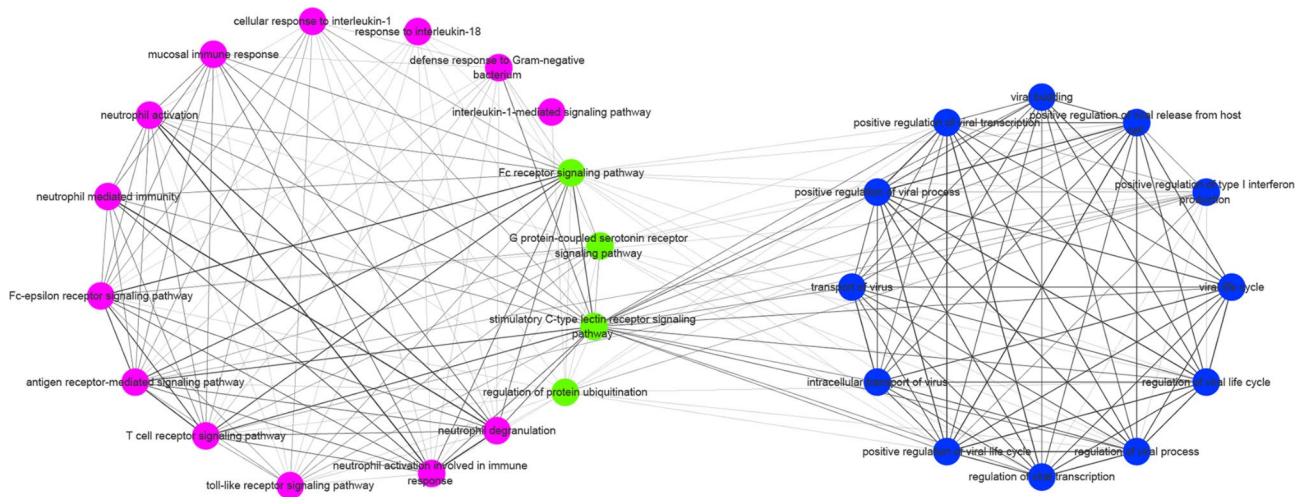 cellular response to interleukin-1
response to interleukin-18
mucosal immune response
defense response to Gram-negative
bacterium
neutrophil activation
interleukin-1-mediated signaling pathway
Fc receptor signaling pathway
neutrophil mediated immunity
G protein-coupled serotonin receptor
signaling pathway
Fc-epsilon receptor signaling pathway
stimulatory C-type lectin receptor signaling
pathway
antigen receptor-mediated signaling pathway
regulation of protein ubiquitination
T cell receptor signaling pathway
neutrophil degranulation
neutrophil activation involved in immune
response
toll-like receptor signaling pathway
viral budding
positive regulation of viral transcription
positive regulation of viral release from host
cell
positive regulation of viral process
positive regulation of type I interferon
production
transport of virus
viral life cycle
intracellular transport of virus
regulation of viral life cycle
positive regulation of viral life cycle
regulation of viral process
regulation of viral transcription